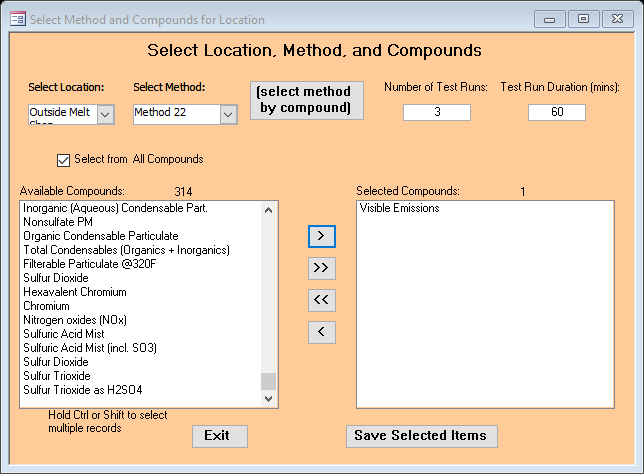 Select Method and Compounds for Location
Select Location, Method, and Compounds
Select Location:
Select Method:
Number of Test Runs:
Test Run Duration (mins):
Outside Melt
Shop
Method 22
(select method
by compound)
3
60
Select from All Compounds
Available Compounds: 314
Selected Compounds: 1
Inorganic (Aqueous) Condensable Part.
Nonsulfate PM
Organic Condensable Particulate
Total Condensables (Organics + Inorganics)
Filterable Particulate @320F
Sulfur Dioxide
Hexavalent Chromium
Chromium
Nitrogen oxides (NOx)
Sulfuric Acid Mist
Sulfuric Acid Mist (incl. SO3)
Sulfur Dioxide
Sulfur Trioxide
Sulfur Trioxide as H2SO4
>
>>
<<
<
Visible Emissions
Hold Ctrl or Shift to select
multiple records
Exit
Save Selected Items